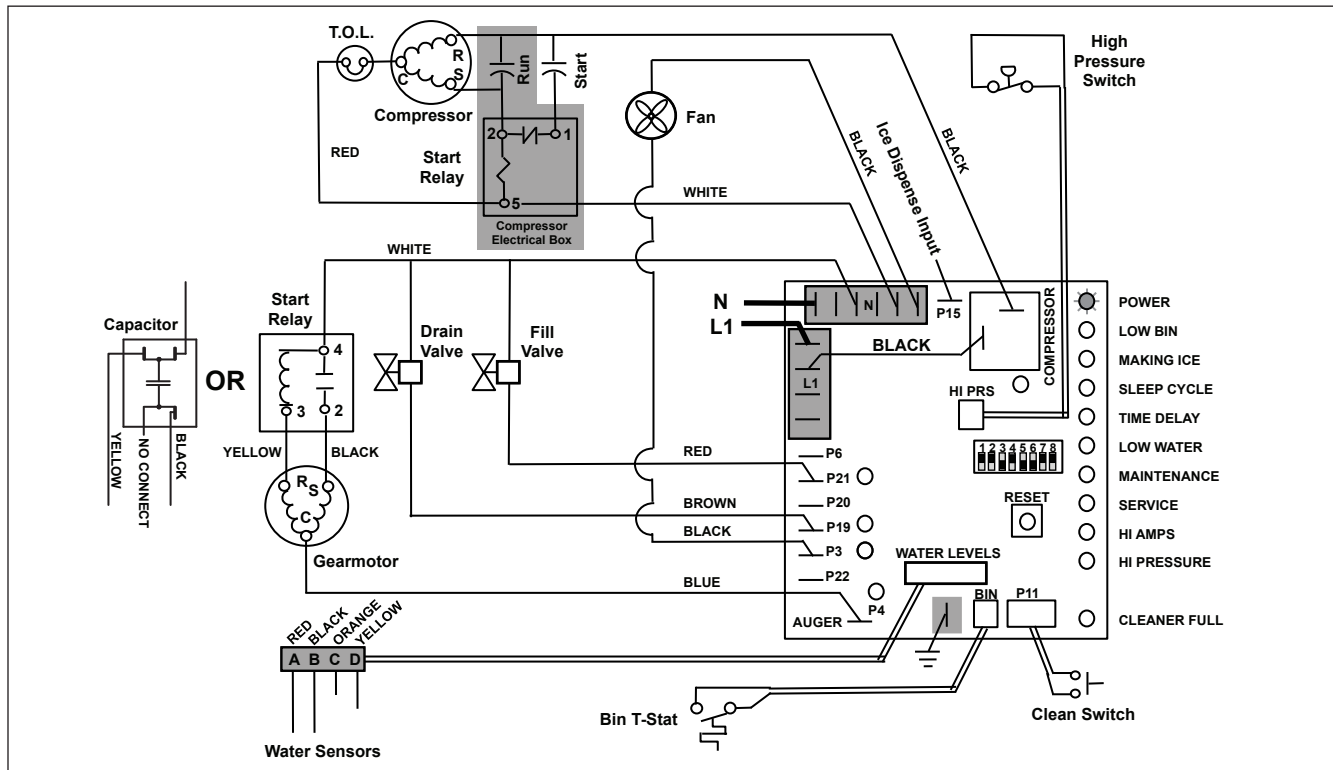 T.O.L.
R
S
C
Run
Start
Compressor
RED
2
1
Start
Relay
5
Compressor
Electrical Box
WHITE
Fan
BLACK
Ice Dispense Input
BLACK
High
Pressure
Switch
WHITE
Start
Relay
4
3
2
Capacitor
OR
YELLOW
NO CONNECT
BLACK
YELLOW
BLACK
R
S
C
Gearmotor
Drain
Valve
Fill
Valve
N
L1
N
P15
BLACK
COMPRESSOR
L1
HI PRS
1 2 3 4 5 6 7 8
RESET
RED
P6
P21
BROWN
P20
P19
BLACK
P3
P22
BLUE
P4
AUGER
WATER LEVELS
BIN
P11
POWER
LOW BIN
MAKING ICE
SLEEP CYCLE
TIME DELAY
LOW WATER
MAINTENANCE
SERVICE
HI AMPS
HI PRESSURE
CLEANER FULL
RED
BLACK
ORANGE
YELLOW
A B C D
Water Sensors
Bin T-Stat
Clean Switch